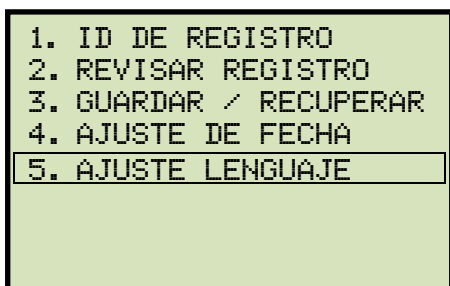 1. ID DE REGISTRO
2. REVISAR REGISTRO
3. GUARDAR / RECUPERAR
4. AJUSTE DE FECHA
5. AJUSTE LENGUAJE